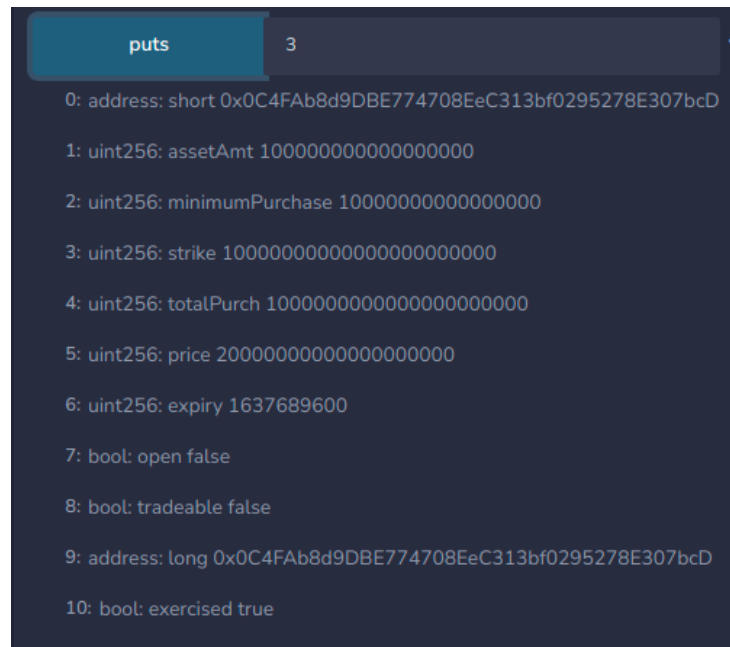 puts 3
0: address: short 0x0C4FAb8d9DBE774708EeC313bf0295278E307bcD
1: uint256: assetAmt 100000000000000000
2: uint256: minimumPurchase 10000000000000000
3: uint256: strike 10000000000000000000000
4: uint256: totalPurch 1000000000000000000000
5: uint256: price 20000000000000000000
6: uint256: expiry 1637689600
7: bool: open false
8: bool: tradeable false
9: address: long 0x0C4FAb8d9DBE774708EeC313bf0295278E307bcD
10: bool: exercised true